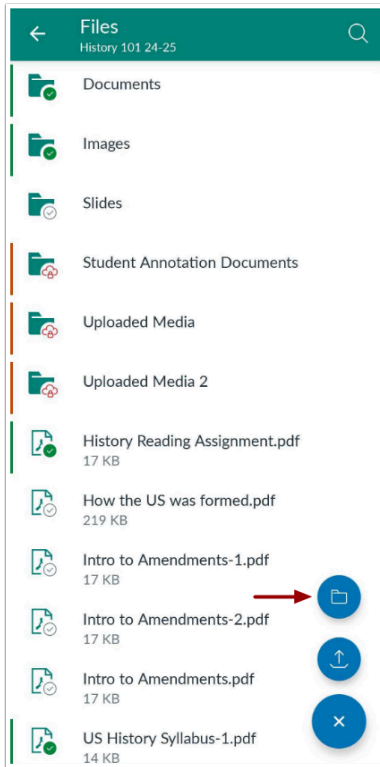 Files
History 101 24-25
Documents
Images
Slides
Student Annotation Documents
Uploaded Media
Uploaded Media 2
History Reading Assignment.pdf
17 KB
How the US was formed.pdf
219 KB
Intro to Amendments-1.pdf
17 KB
Intro to Amendments-2.pdf
17 KB
Intro to Amendments.pdf
17 KB
US History Syllabus-1.pdf
14 KB